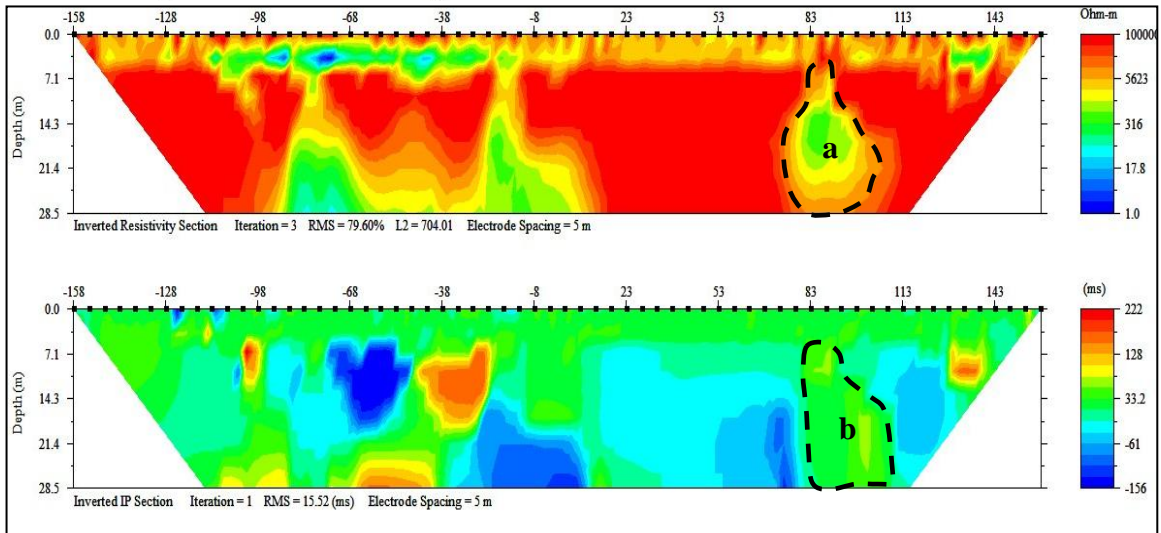 Ohm-m
-158 -128 -98 -68 -38 -8 23 53 83 113 143
0.0
7.1
14.3
21.4
28.5
Depth (m)
100000
5623
316
17.8
1.0
a
Inverted Resistivity Section Iteration = 3 RMS = 79.60% L2 = 704.01 Electrode Spacing = 5 m
(ms)
-158 -128 -98 -68 -38 -8 23 53 83 113 143
0.0
7.1
14.3
21.4
28.5
Depth (m)
222
128
33.2
-61
-156
b
Inverted IP Section Iteration = 1 RMS = 15.52 (ms) Electrode Spacing = 5 m